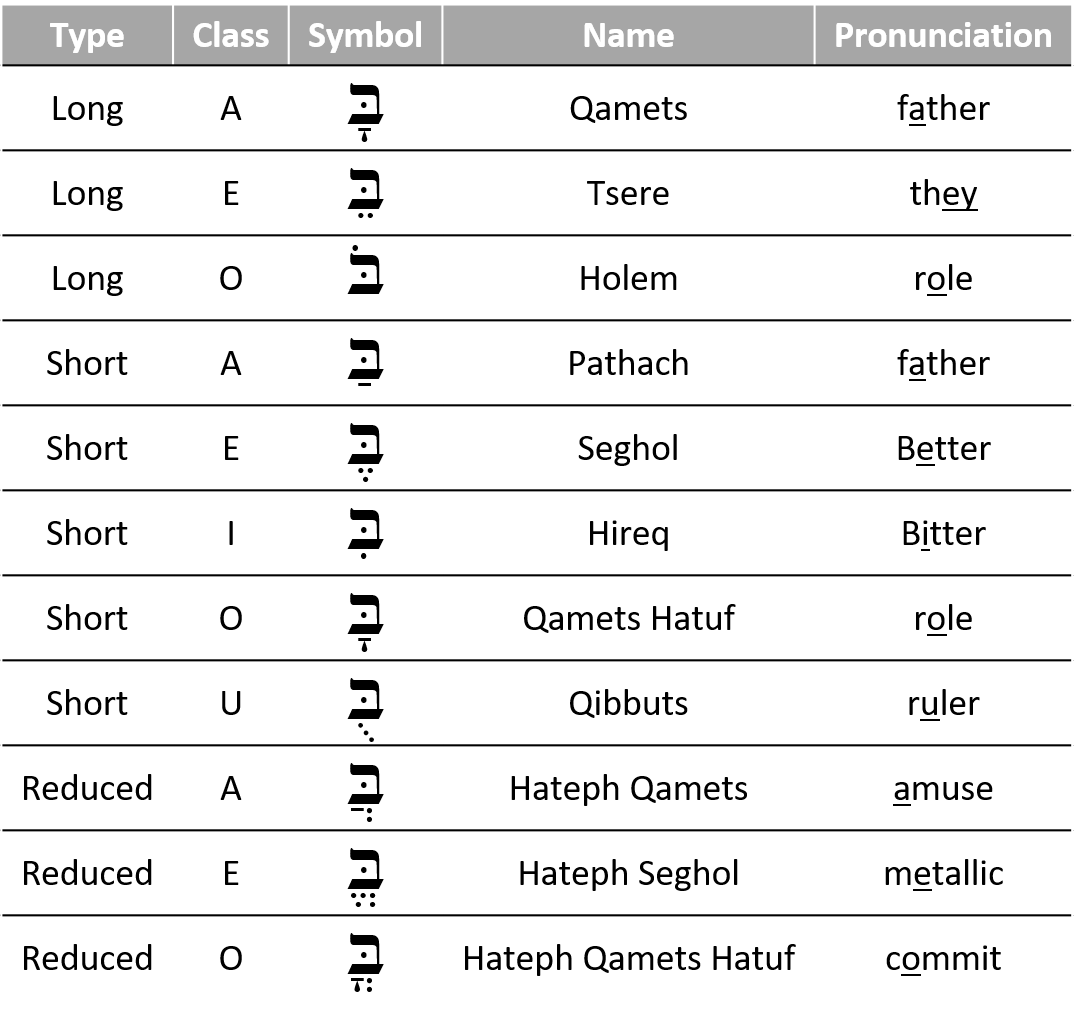 Type Class Symbol Name Pronunciation
Long A בָּ Qamets father
Long E בֵּ Tsere they
Long O בֹּ Holem role
Short A בַּ Pathach father
Short E בֶּ Seghol Better
Short I בִּ Hireq Bitter
Short O בָּ Qamets Hatuf role
Short U בֻּ Qibbuts ruler
Reduced A בֲּ Hateph Qamets amuse
Reduced E בֱּ Hateph Seghol metallic
Reduced O בֳּ Hateph Qamets Hatuf commit